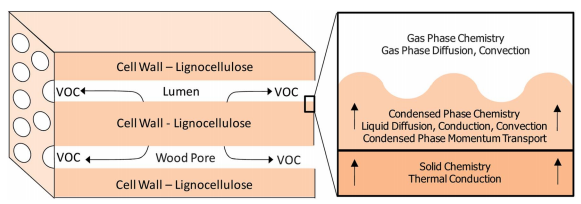 Cell Wall – Lignocellulose
VOC Lumen VOC
Cell Wall - Lignocellulose
VOC Wood Pore VOC
Cell Wall – Lignocellulose
Gas Phase Chemistry
Gas Phase Diffusion, Convection
Condensed Phase Chemistry
Liquid Diffusion, Conduction, Convection
Condensed Phase Momentum Transport
Solid Chemistry
Thermal Conduction